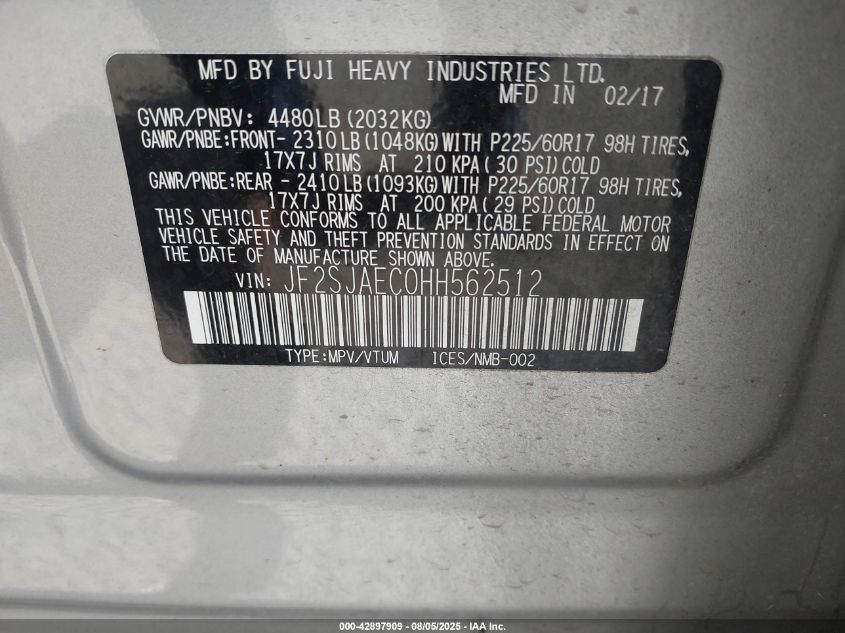 MFD BY FUJI HEAVY INDUSTRIES LTD.
MFD IN 02/17
GVWR/PNBV: 4480LB(2032KG)
GAWR/PNBE:FRONT- 2310LB(1048KG)WITH P225/60R17 98H TIRES,
17X7J RIMS AT 210 KPA(30 PSI)COLD
GAWR/PNBE:REAR - 2410LB(1093KG)WITH P225/60R17 98H TIRES,
17X7J RIMS AT 200 KPA(29 PSI)COLD
THIS VEHICLE CONFORMS TO ALL APPLICABLE FEDERAL MOTOR
VEHICLE SAFETY AND THEFT PREVENTION STANDARDS IN EFFECT ON
THE DATE OF MANUFACTURE SHOWN ABOVE.
VIN: JF2SJAEC0HH562512
TYPE:MPV/VTUM ICES/NMB-002
000-42897909 - 08/05/2025 - IAA Inc.